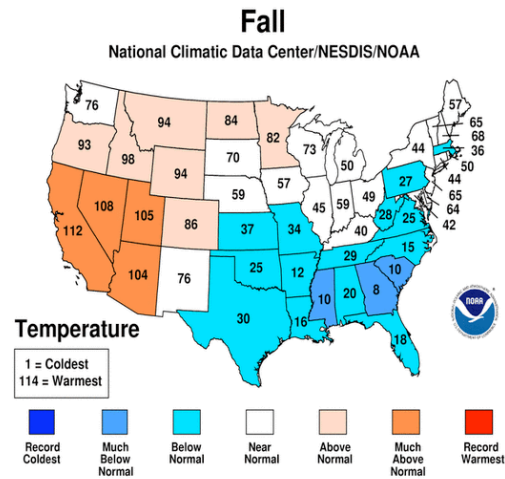 Fall
National Climatic Data Center/NESDIS/NOAA
76
94
84
82
57
65
68
36
50
44
65
64
42
93
98
94
70
73
50
44
59
57
45
59
49
27
112
108
105
86
37
34
40
28
25
104
76
25
12
29
15
30
16
10
20
8
10
18
NOAA
Temperature
1 = Coldest
114 = Warmest
Record
Coldest
Much
Below
Normal
Below
Normal
Near
Normal
Above
Normal
Much
Above
Normal
Record
Warmest